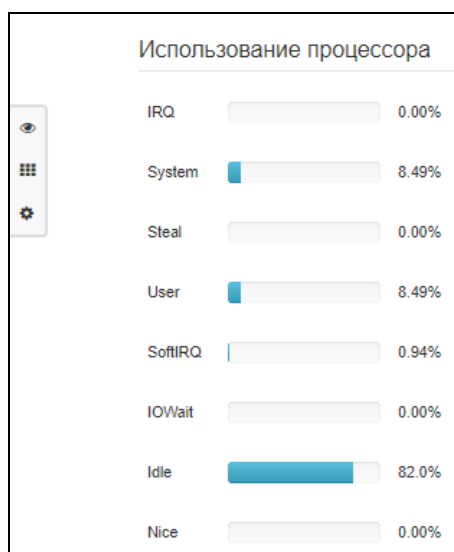 Использование процессора
IRQ 0.00%
System 8.49%
Steal 0.00%
User 8.49%
SoftIRQ 0.94%
IOWait 0.00%
Idle 82.0%
Nice 0.00%